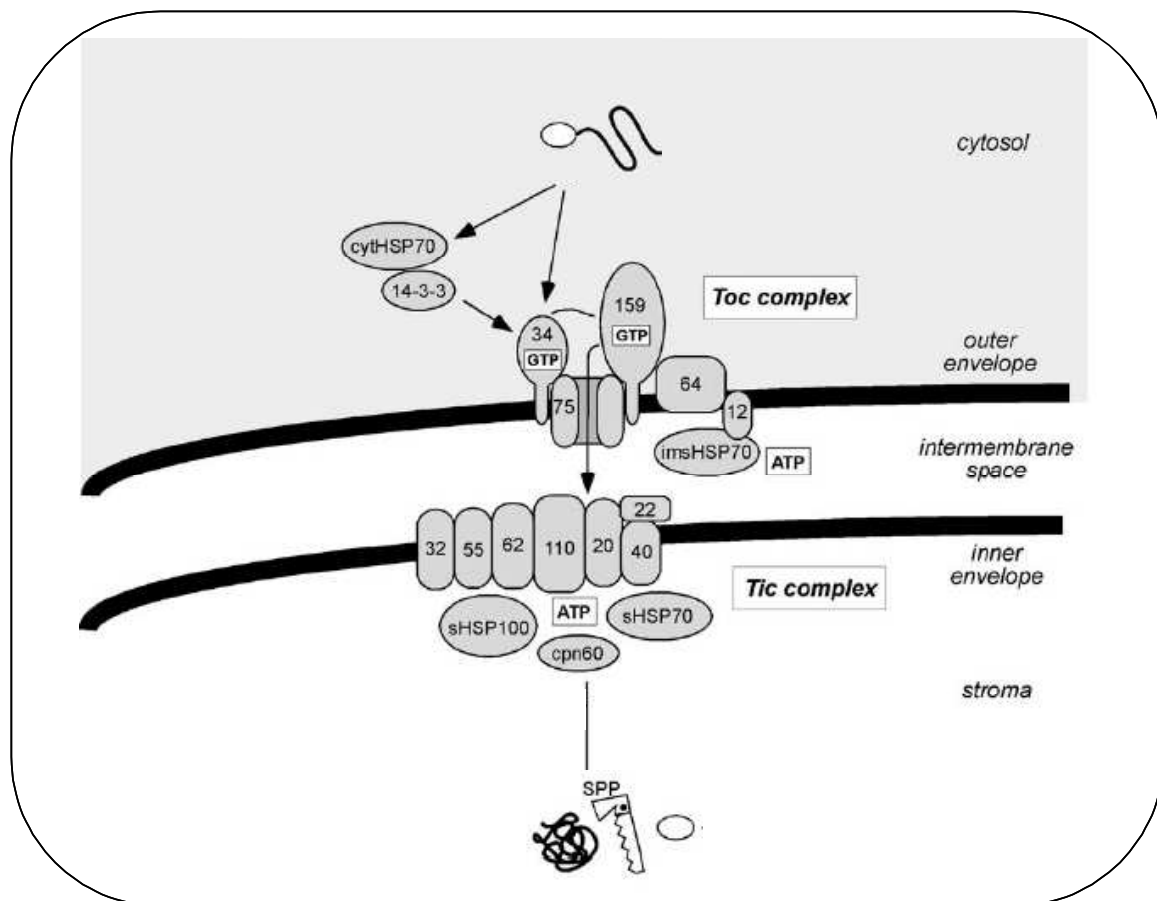 cytosol
cytHSP70
14-3-3
159
GTP
Toc complex
34
GTP
outer
envelope
64
75
12
imsHSP70
ATP
intermembrane
space
22
32
55
62
110
20
40
inner
envelope
Tic complex
ATP
sHSP100
sHSP70
cpn60
stroma
SPP